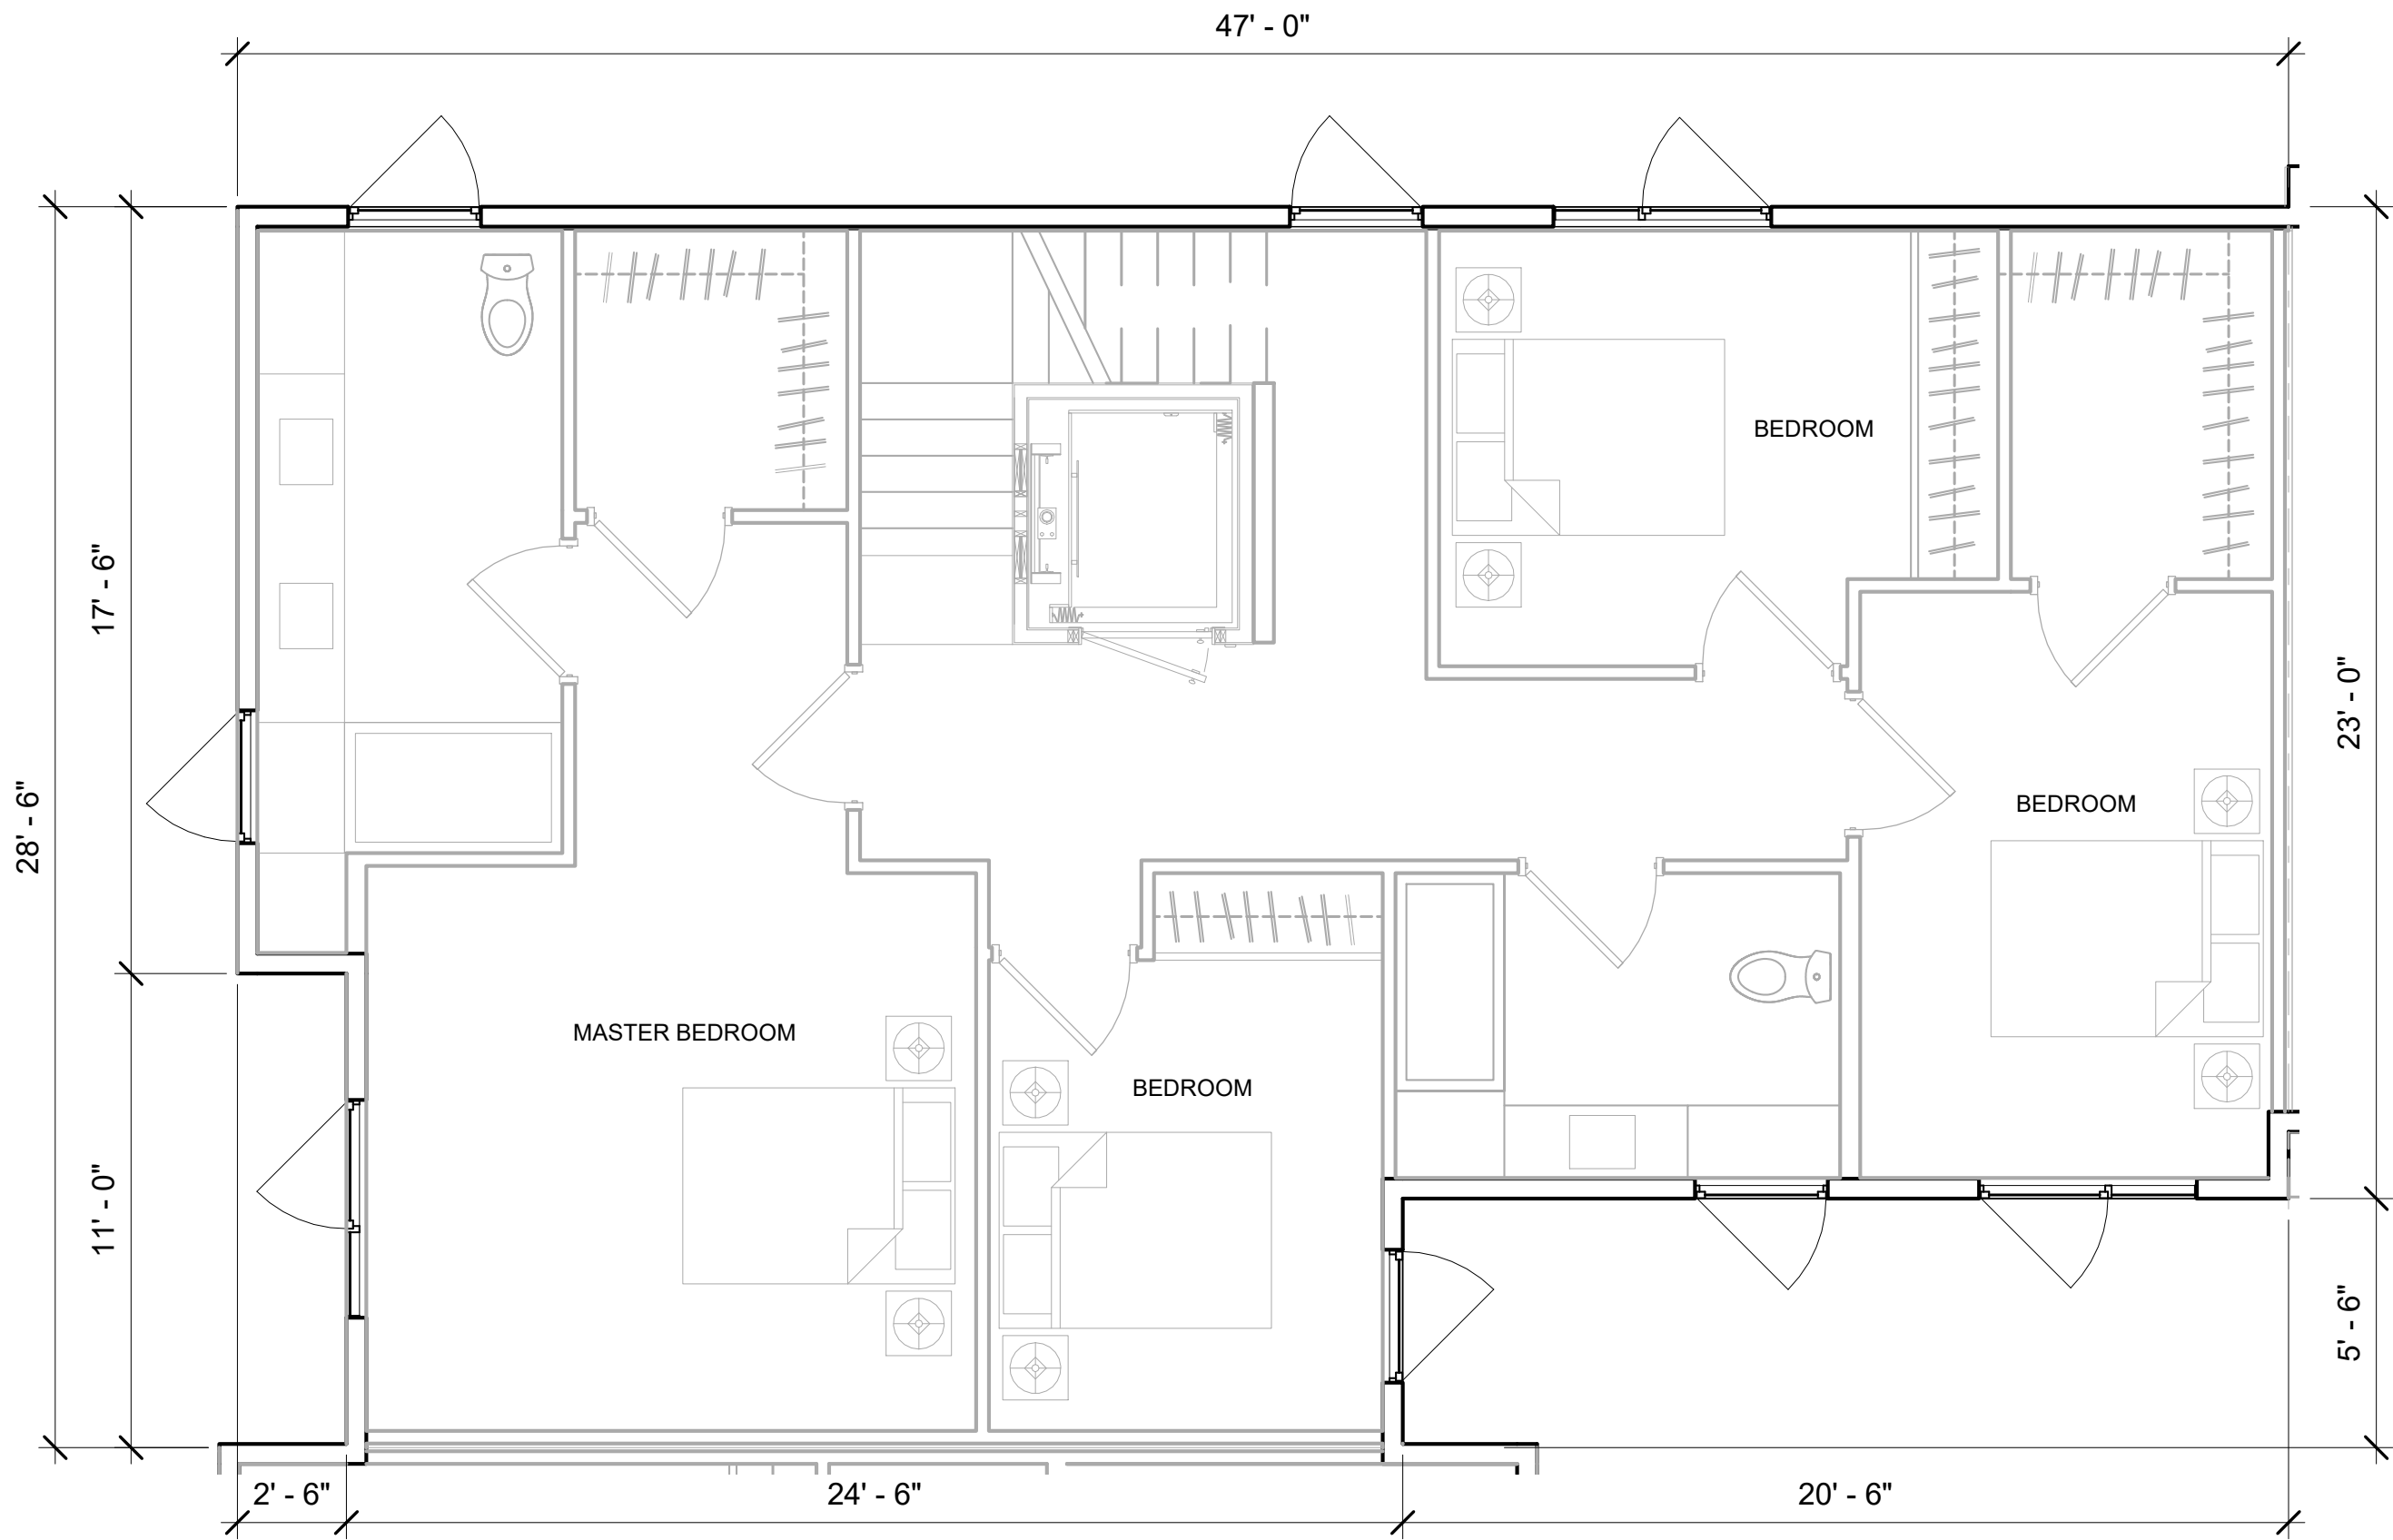 47' - 0"
BEDROOM
17' - 6"
23' - 0"
28' - 6"
BEDROOM
MASTER BEDROOM
BEDROOM
11' - 0"
5' - 6"
2' - 6"
24' - 6"
20' - 6"